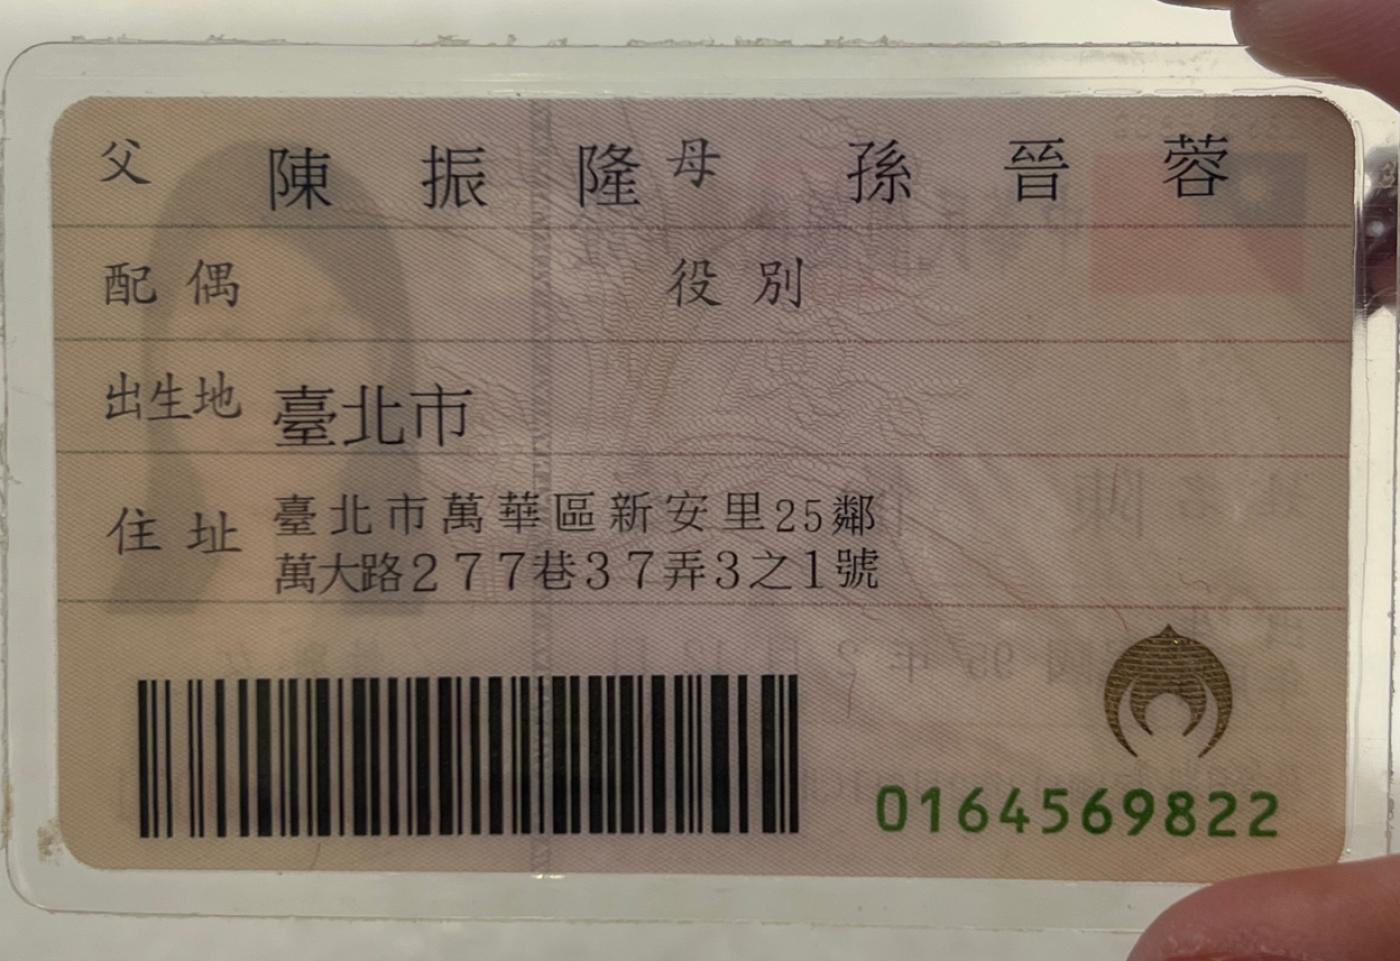 父 陳振隆 母 孫晉蓉
配偶 役別
出生地 臺北市
住址 臺北市萬華區新安里25鄰
萬大路277巷37弄3之1號
0164569822